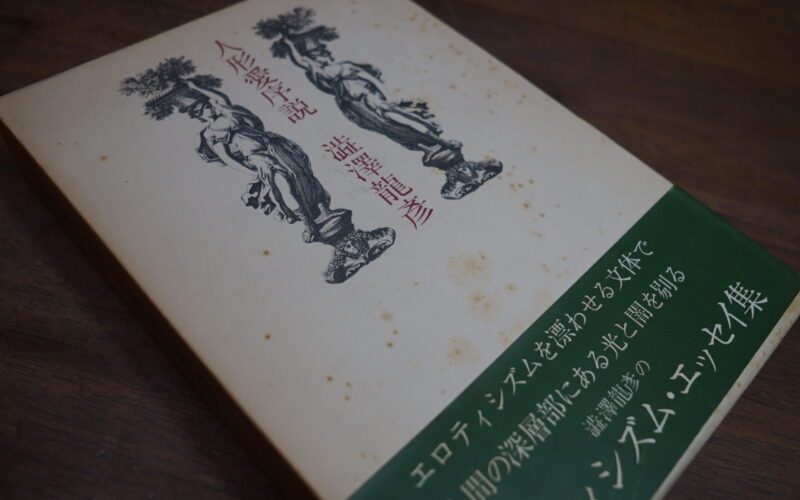 人形愛序説
澁澤龍彥
エロティシズムを漂わせる文体で
間の深層部にある光と闇を剔る
澁澤龍彥の
ィシズム・エッセイ集